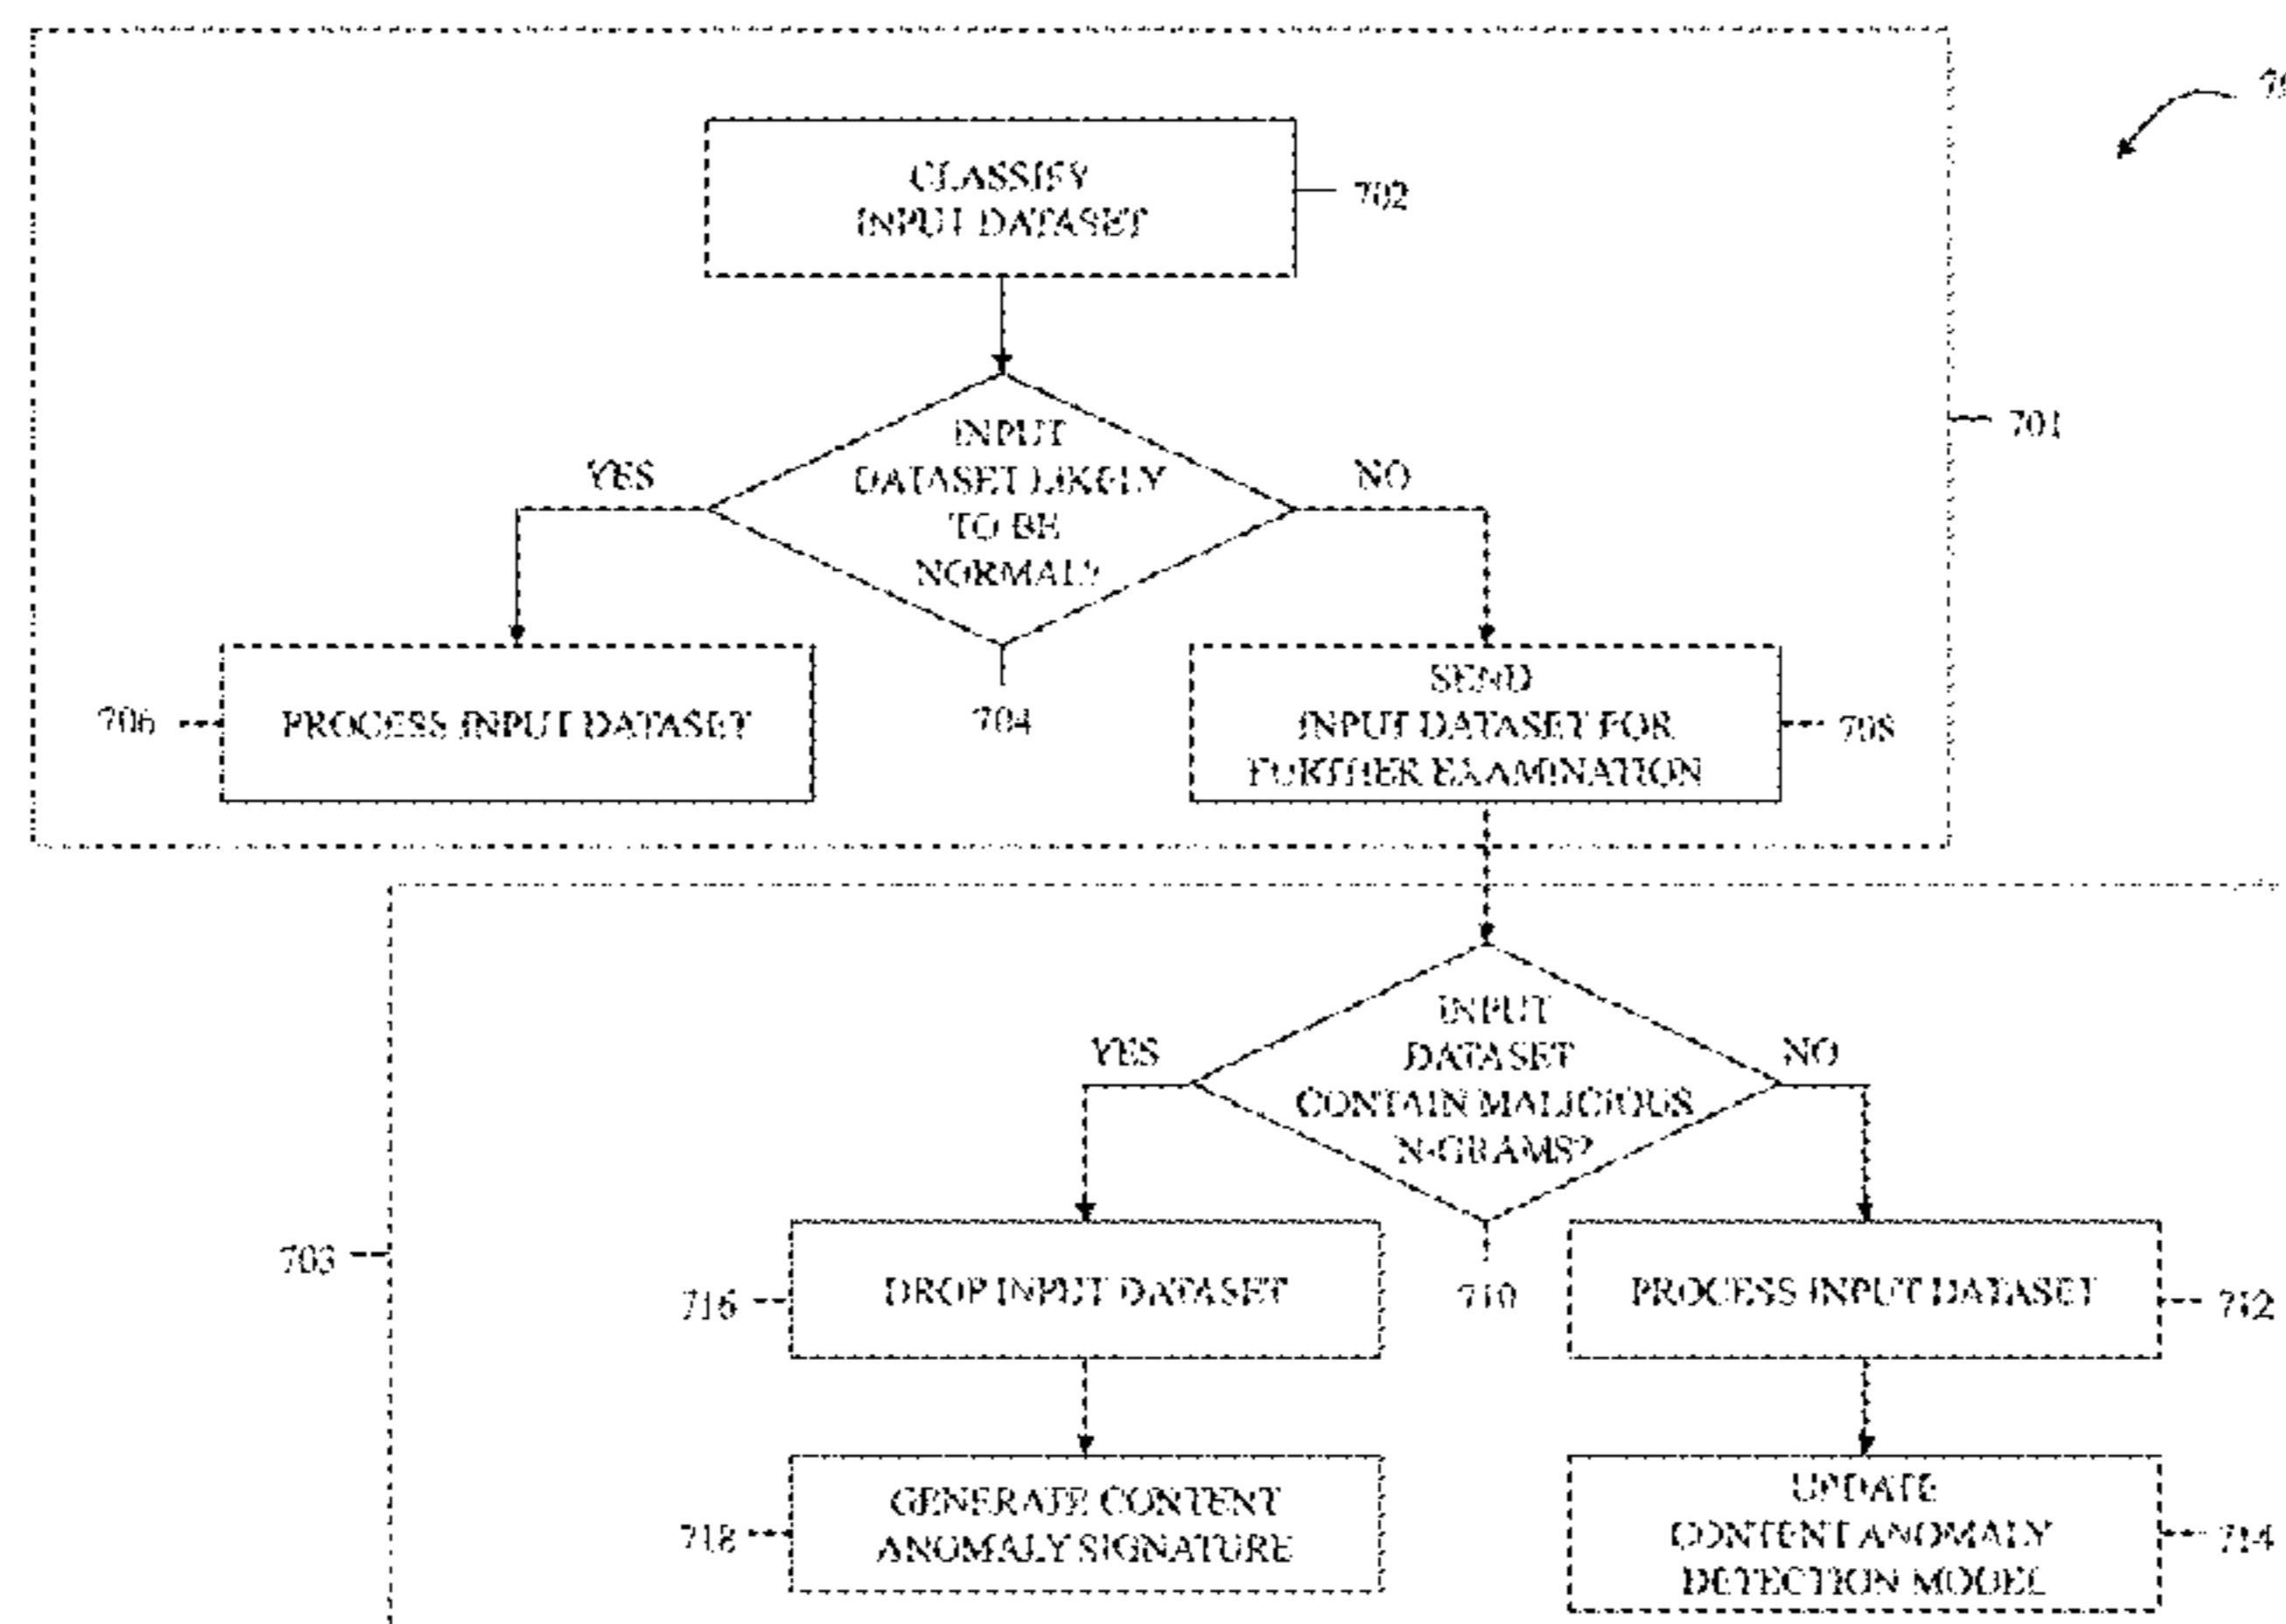 CLASSIFY
INPUT DATASET
702
INPUT
DATASET LIKELY
TO BE
NORMAL?
YES
NO
701
706
PROCESS INPUT DATASET
704
SEND
INPUT DATASET FOR
FURTHER EXAMINATION
708
INPUT
DATASET
CONTAIN MALICIOUS
N-GRAMS?
YES
NO
703
716
DROP INPUT DATASET
710
PROCESS INPUT DATASET
712
718
GENERATE CONTENT
ANOMALY SIGNATURE
UPDATE
CONTENT ANOMALY
DETECTION MODEL
714